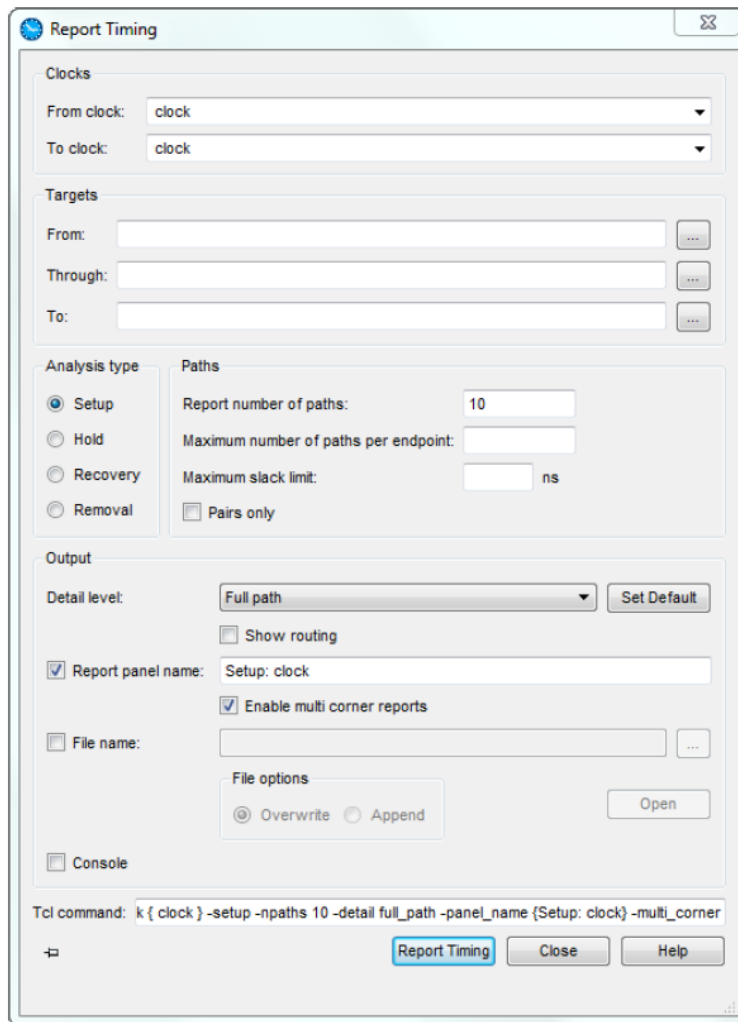 Report Timing
Clocks
From clock: clock
To clock: clock
Targets
From: ...
Through: ...
To: ...
Analysis type
Setup
Hold
Recovery
Removal
Paths
Report number of paths: 10
Maximum number of paths per endpoint:
Maximum slack limit: ns
Pairs only
Output
Detail level: Full path Set Default
Show routing
Report panel name: Setup: clock
Enable multi corner reports
File name: ...
File options
Overwrite Append
Open
Console
Tcl command: k { clock } -setup -npaths 10 -detail full_path -panel_name {Setup: clock} -multi_corner
Report Timing Close Help